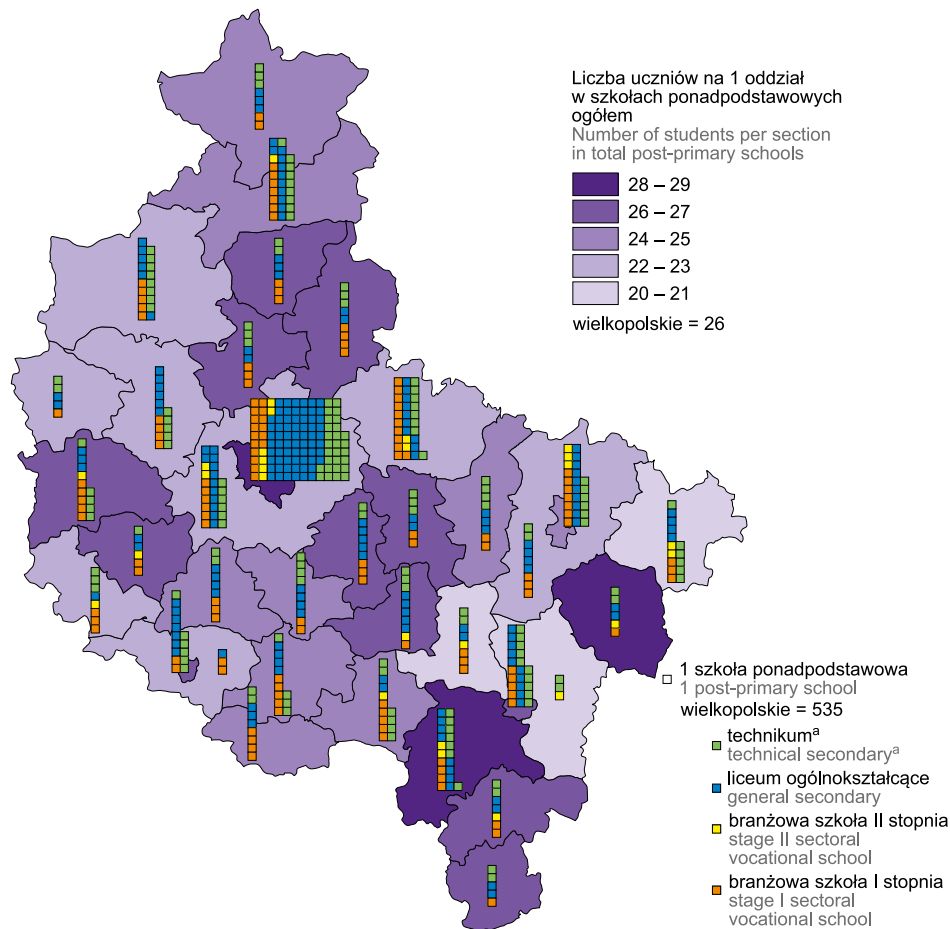 Liczba uczniów na 1 oddział
w szkołach ponadpodstawowych
ogółem
Number of students per section
in total post-primary schools
28 – 29
26 – 27
24 – 25
22 – 23
20 – 21
wielkopolskie = 26
1 szkoła ponadpodstawowa
1 post-primary school
wielkopolskie = 535
technikumᵃ
technical secondaryᵃ
liceum ogólnokształcące
general secondary
branżowa szkoła II stopnia
stage II sectoral
vocational school
branżowa szkoła I stopnia
stage I sectoral
vocational school